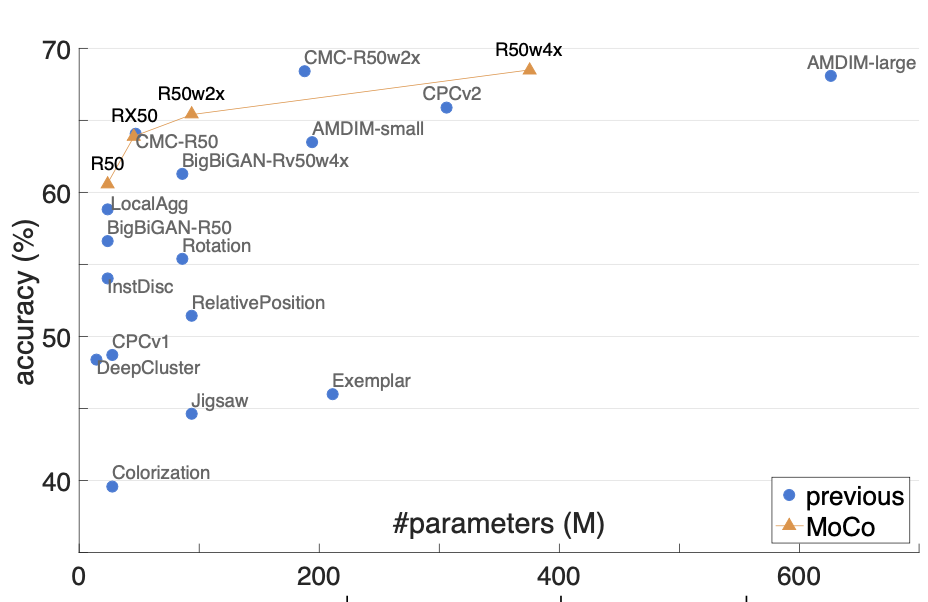 70
60
50
40
accuracy (%)
CMC-R50w2x
R50w4x
AMDIM-large
R50w2x
CPCv2
RX50
CMC-R50
AMDIM-small
R50
BigBiGAN-Rv50w4x
LocalAgg
BigBiGAN-R50
Rotation
InstDisc
RelativePosition
CPCv1
DeepCluster
Exemplar
Jigsaw
Colorization
previous
MoCo
#parameters (M)
0
200
400
600